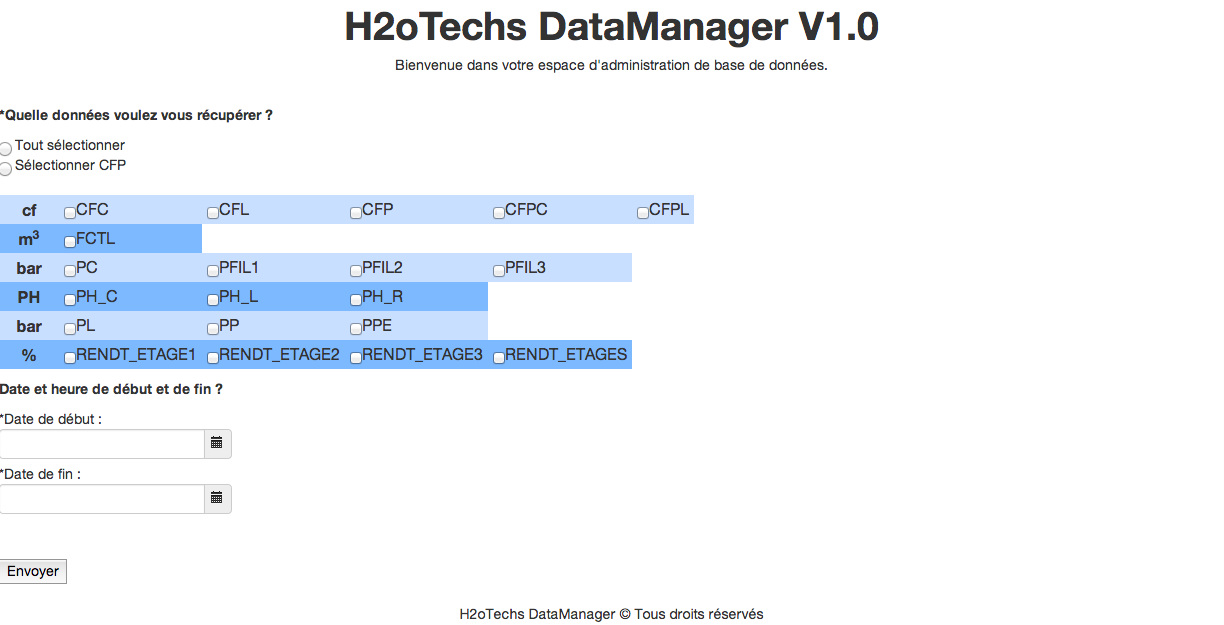 H2oTechs DataManager V1.0
Bienvenue dans votre espace d'administration de base de données.
*Quelle données voulez vous récupérer ?
Tout sélectionner
Sélectionner CFP
cf CFC CFL CFP CFPC CFPL
m³ FCTL
bar PC PFIL1 PFIL2 PFIL3
PH PH_C PH_L PH_R
bar PL PP PPE
% RENDT_ETAGE1 RENDT_ETAGE2 RENDT_ETAGE3 RENDT_ETAGES
Date et heure de début et de fin ?
*Date de début :
*Date de fin :
Envoyer
H2oTechs DataManager © Tous droits réservés